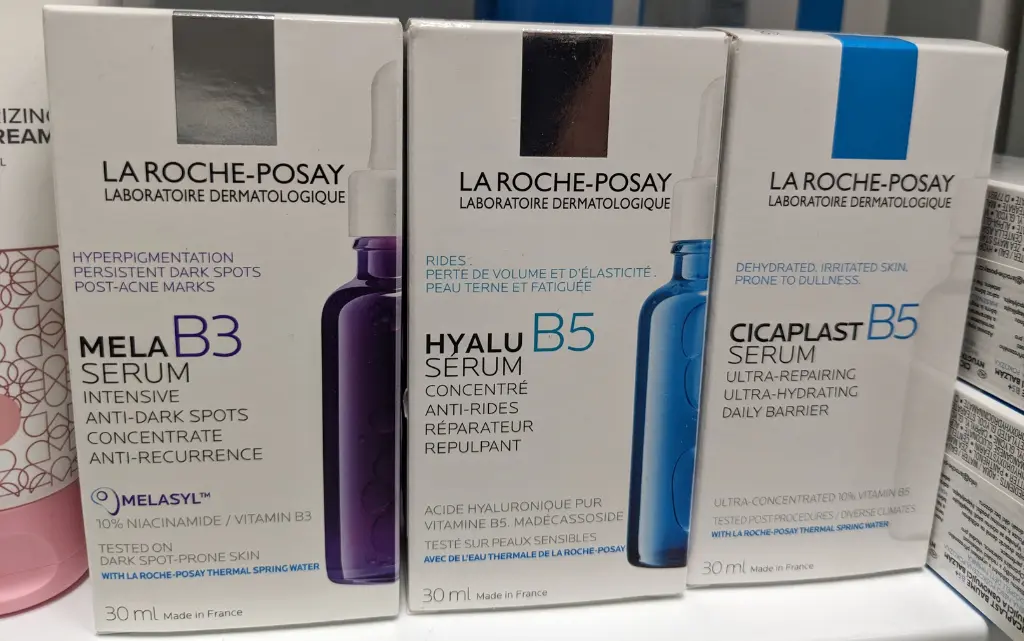 RIZING
REAM
LA ROCHE-POSAY
LABORATOIRE DERMATOLOGIQUE
HYPERPIGMENTATION
PERSISTENT DARK SPOTS
POST-ACNE MARKS
MELA B3
SERUM
INTENSIVE
ANTI-DARK SPOTS
CONCENTRATE
ANTI-RECURRENCE
MELASYL™
10% NIACINAMIDE / VITAMIN B3
TESTED ON
DARK SPOT-PRONE SKIN
WITH LA ROCHE-POSAY THERMAL SPRING WATER
30 ml Made in France
LA ROCHE-POSAY
LABORATOIRE DERMATOLOGIQUE
RIDES :
PERTE DE VOLUME ET D'ÉLASTICITÉ.
PEAU TERNE ET FATIGUÉE
HYALU B5
SÉRUM
CONCENTRÉ
ANTI-RIDES
RÉPARATEUR
REPULPANT
ACIDE HYALURONIQUE PUR
VITAMINE B5. MADÉCASSOSIDE
TESTÉ SUR PEAUX SENSIBLES
AVEC DE L'EAU THERMALE DE LA ROCHE-POSAY
30 ml Made in France
LA ROCHE-POSAY
LABORATOIRE DERMATOLOGIQUE
DEHYDRATED, IRRITATED SKIN,
PRONE TO DULLNESS.
CICAPLAST B5
SERUM
ULTRA-REPAIRING
ULTRA-HYDRATING
DAILY BARRIER
ULTRA-CONCENTRATED 10% VITAMIN B5
TESTED POST-PROCEDURES / DIVERSE CLIMATES
WITH LA ROCHE-POSAY THERMAL SPRING WATER
30 ml Made in France